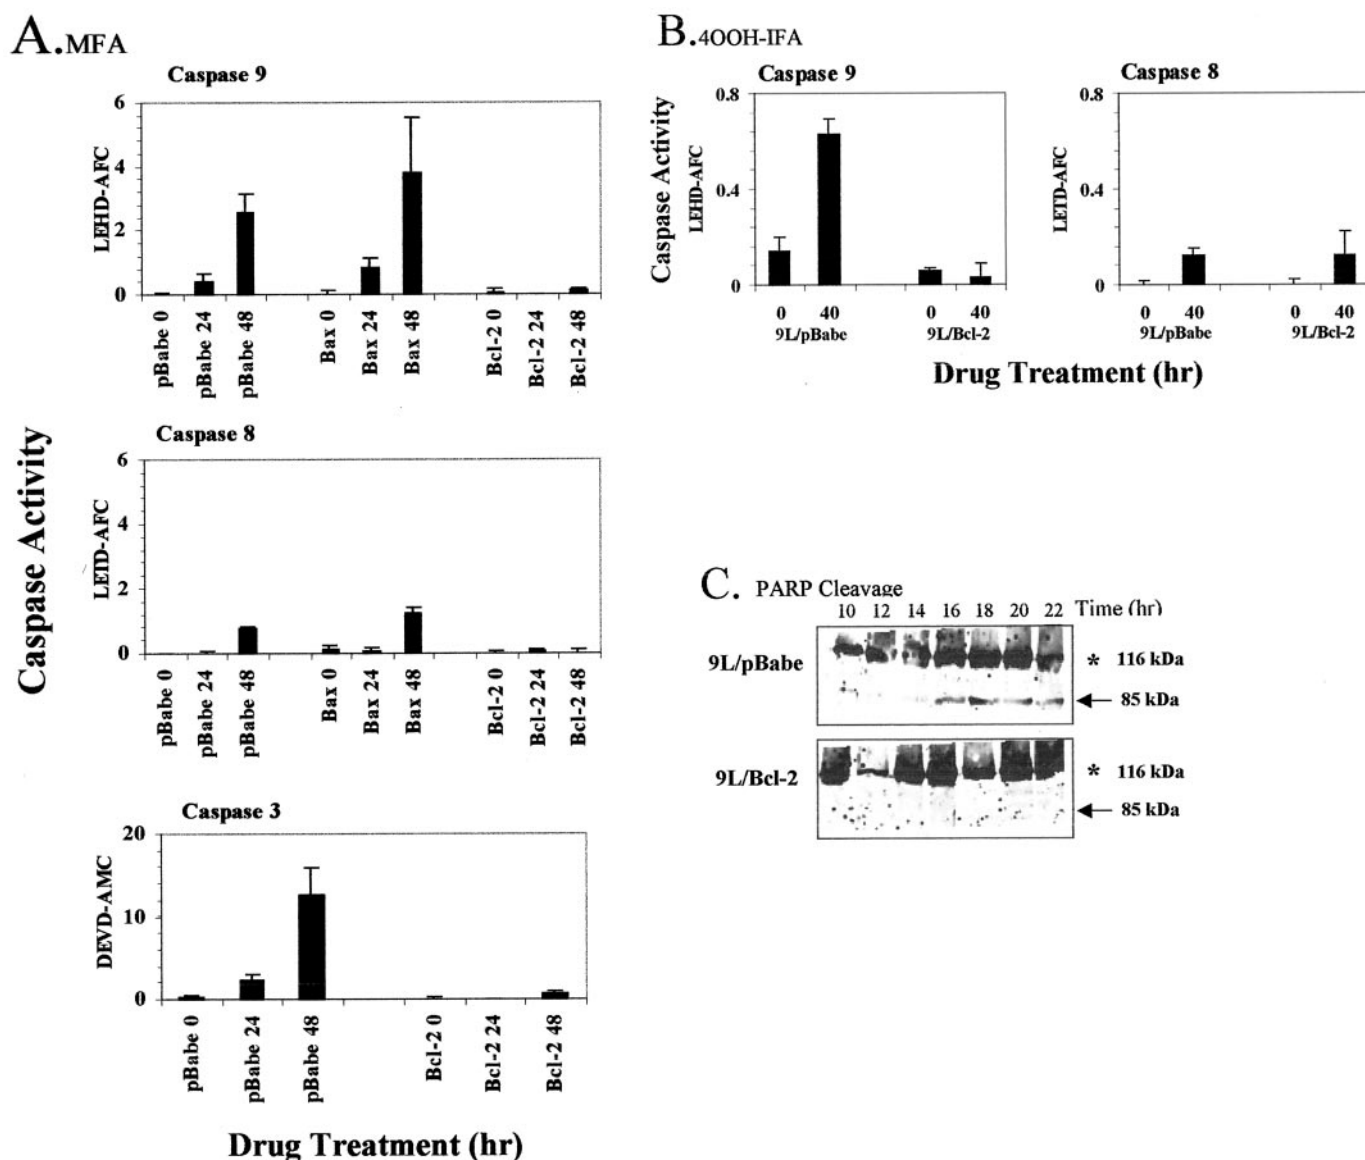 A.MFA
Caspase 9
6
4
2
0
LEHD-AFC
pBabe 0
pBabe 24
pBabe 48
Bax 0
Bax 24
Bax 48
Bcl-2 0
Bcl-2 24
Bcl-2 48
Caspase 8
6
4
2
0
LETD-AFC
pBabe 0
pBabe 24
pBabe 48
Bax 0
Bax 24
Bax 48
Bcl-2 0
Bcl-2 24
Bcl-2 48
Caspase Activity
Caspase 3
20
10
0
DEVD-AMC
pBabe 0
pBabe 24
pBabe 48
Bcl-2 0
Bcl-2 24
Bcl-2 48
Drug Treatment (hr)
B.4OOH-IFA
Caspase 9
0.8
0.4
0
Caspase Activity
LEHD-AFC
0 40 0 40
9L/pBabe 9L/Bcl-2
Caspase 8
0.8
0.4
0
LETD-AFC
0 40 0 40
9L/pBabe 9L/Bcl-2
Drug Treatment (hr)
C. PARP Cleavage
10 12 14 16 18 20 22 Time (hr)
9L/pBabe
* 116 kDa
85 kDa
9L/Bcl-2
* 116 kDa
85 kDa